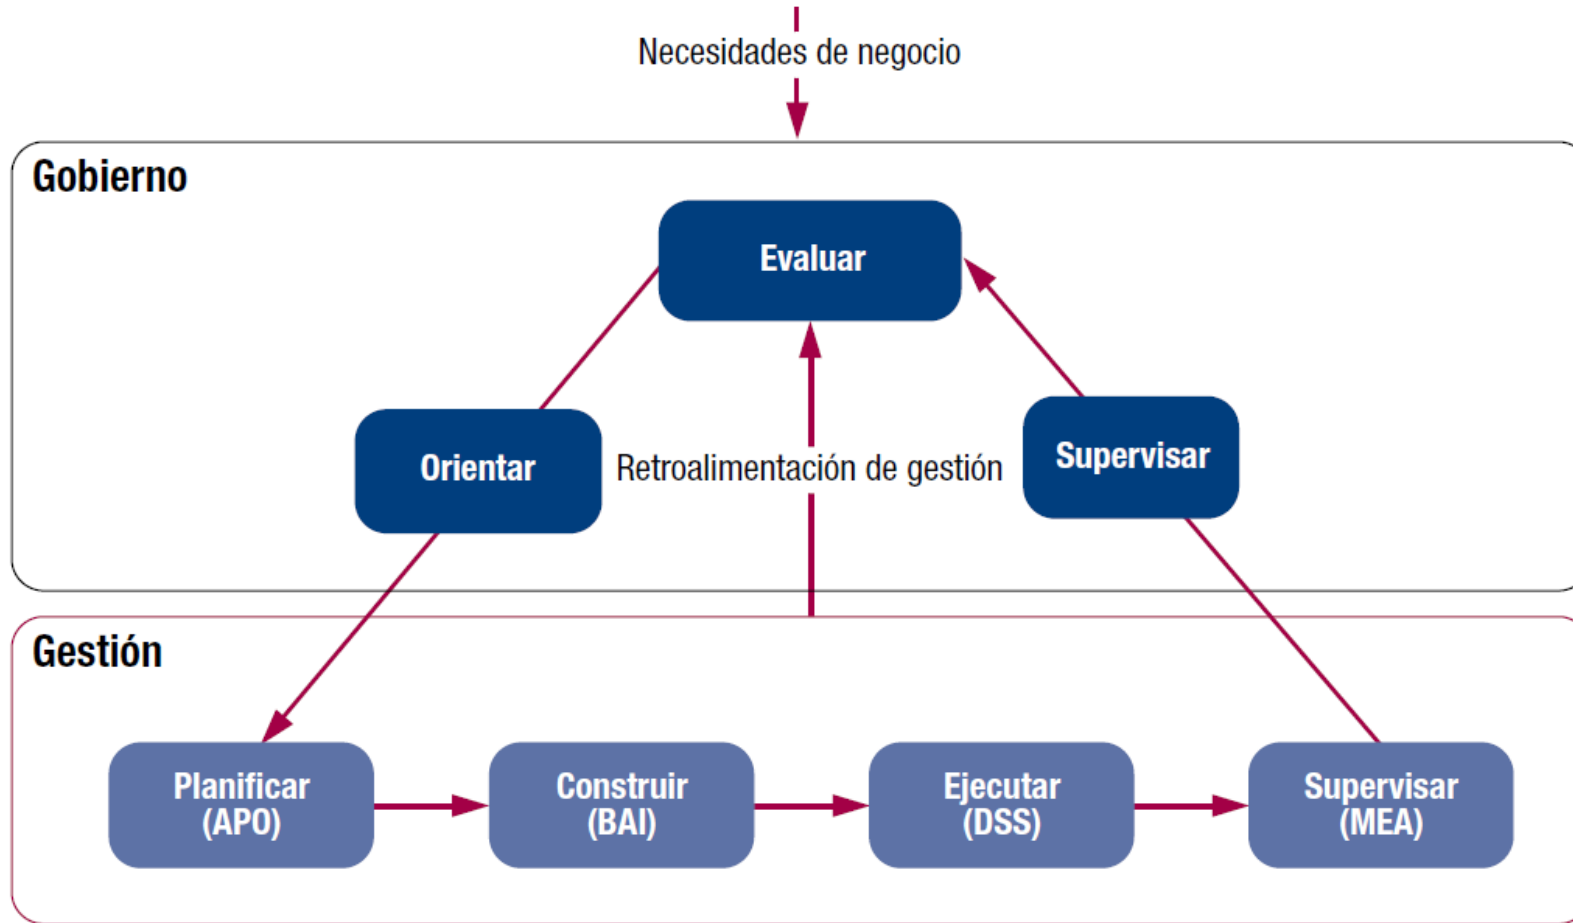 Necesidades de negocio
Gobierno
Evaluar
Orientar
Retroalimentación de gestión
Supervisar
Gestión
Planificar
(APO)
Construir
(BAI)
Ejecutar
(DSS)
Supervisar
(MEA)